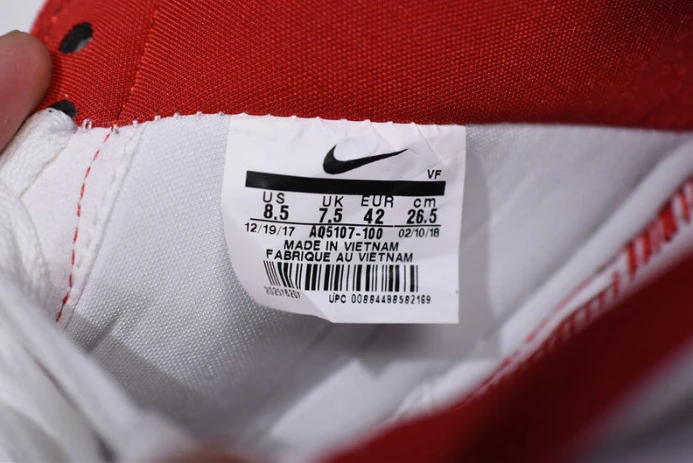 VF
US UK EUR cm
8.5 7.5 42 26.5
12/19/17 AQ5107-100 02/10/18
MADE IN VIETNAM
FABRIQUE AU VIETNAM
UPC 00884498582169